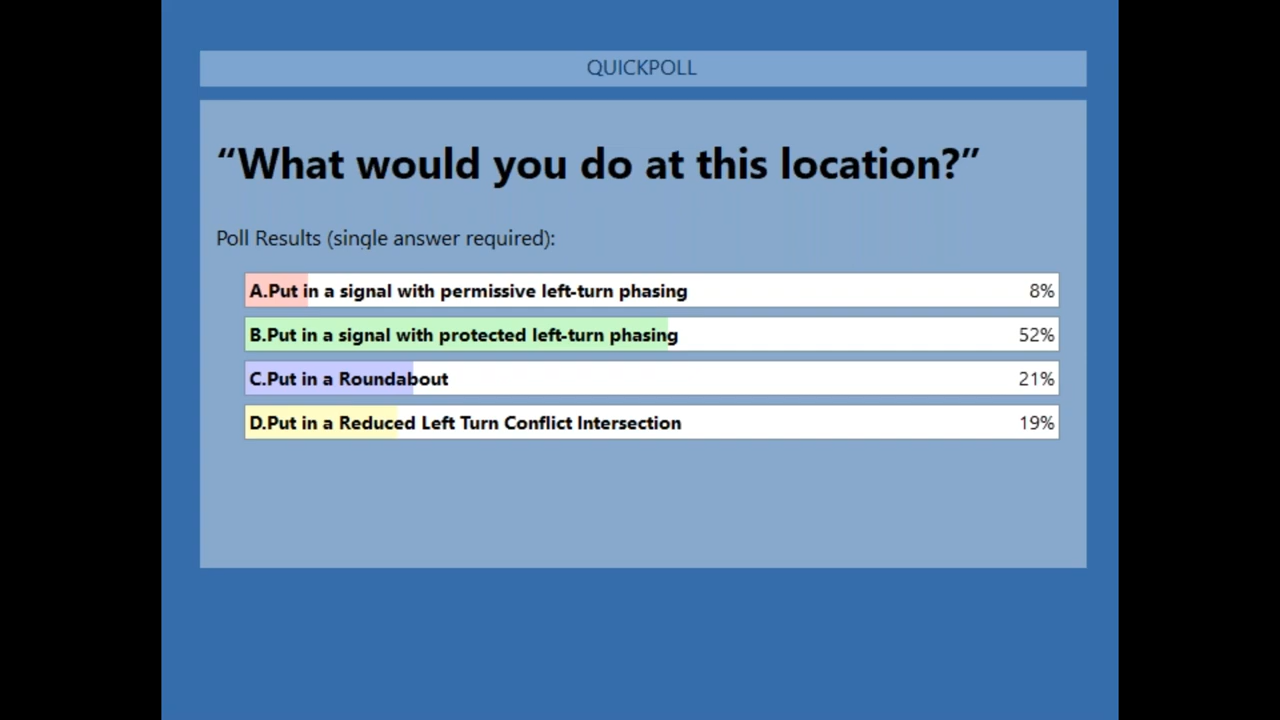 QUICKPOLL
“What would you do at this location?”
Poll Results (single answer required):
A.Put in a signal with permissive left-turn phasing 8%
B.Put in a signal with protected left-turn phasing 52%
C.Put in a Roundabout 21%
D.Put in a Reduced Left Turn Conflict Intersection 19%